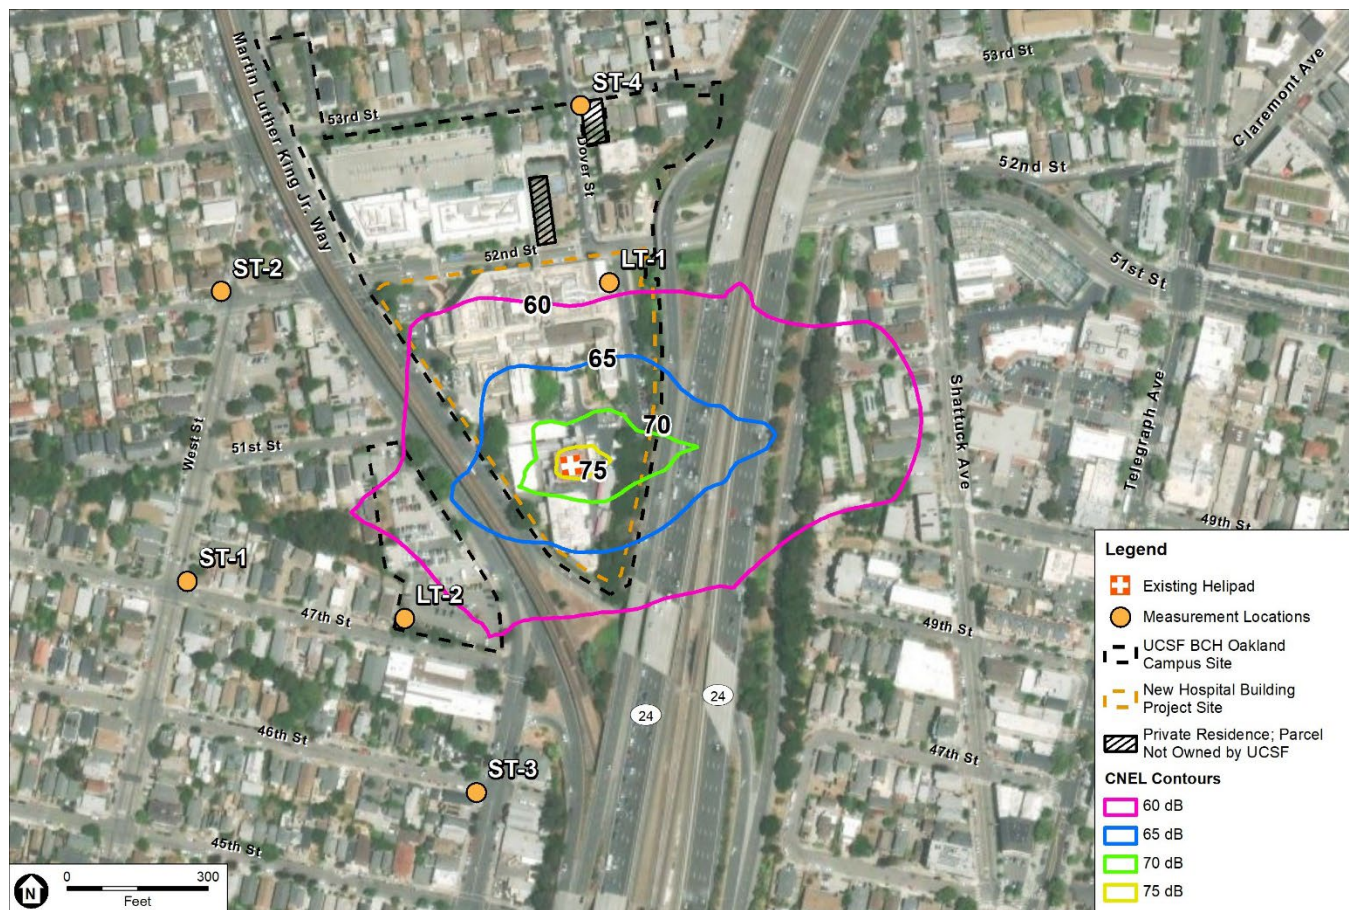 ST-4
53rd St
Claremont Ave
53rd St
Martin Luther King Jr. Way
Dover St
52nd St
52nd St
ST-2
LT-1
51st St
60
65
Shattuck Ave
Telegraph Ave
West St
51st St
70
75
49th St
ST-1
LT-2
47th St
49th St
24
24
46th St
47th St
ST-3
45th St
0 300
Feet
N
Legend
Existing Helipad
Measurement Locations
UCSF BCH Oakland
Campus Site
New Hospital Building
Project Site
Private Residence; Parcel
Not Owned by UCSF
CNEL Contours
60 dB
65 dB
70 dB
75 dB